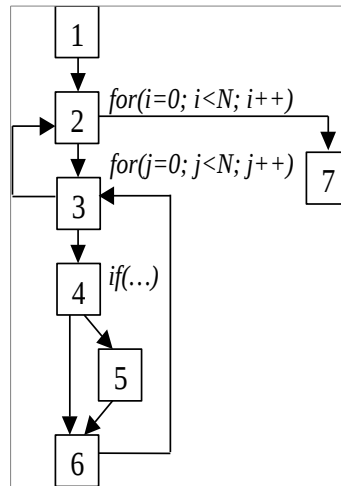 1
for(i=0; i<N; i++)
2
for(j=0; j<N; j++)
7
3
4 if(...)
5
6